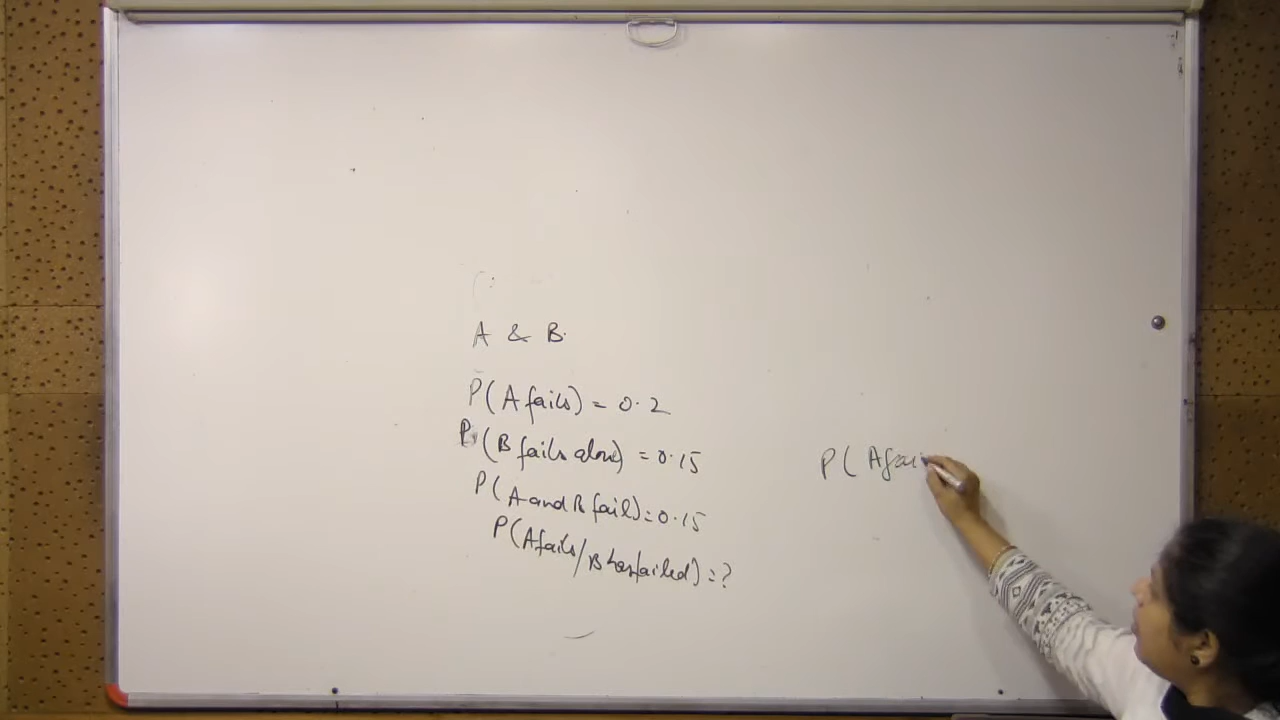 A & B.
P(A fails) = 0.2
P(B fails alone) = 0.15
P(A and B fail) = 0.15
P(A fails/B has failed) = ?
P(A fai